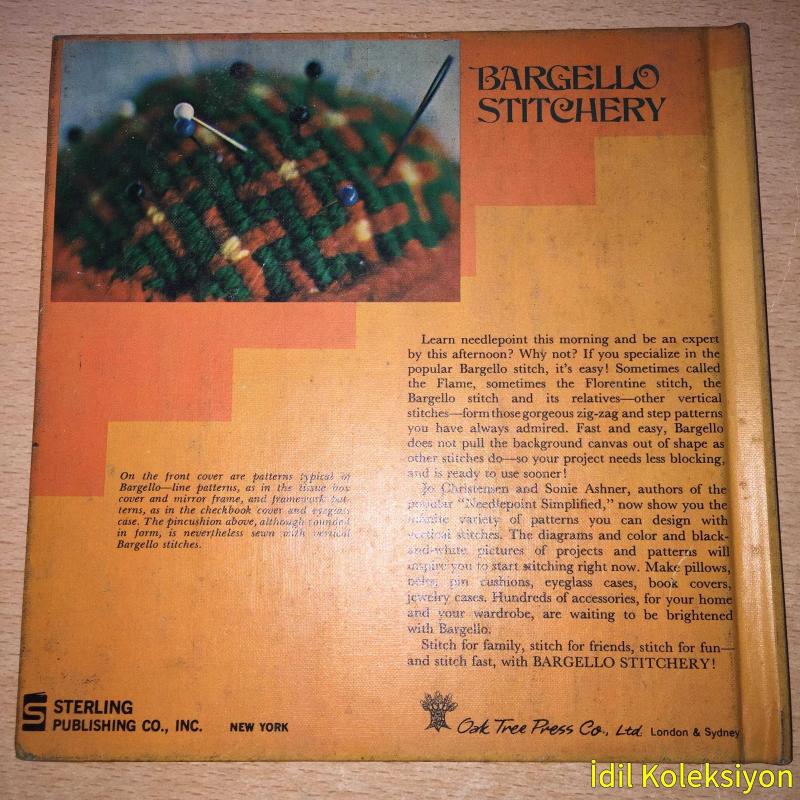 BARGELLO
STITCHERY
Learn needlepoint this morning and be an expert
by this afternoon? Why not? If you specialize in the
popular Bargello stitch, it's easy! Sometimes called
the Flame, sometimes the Florentine stitch, the
Bargello stitch and its relatives—other vertical
stitches—form those gorgeous zig-zag and step patterns
you have always admired. Fast and easy, Bargello
does not pull the background canvas out of shape as
other stitches do—so your project needs less blocking,
and is ready to use sooner!
Jo Christensen and Sonie Ashner, authors of the
popular "Needlepoint Simplified," now show you the
infinite variety of patterns you can design with
vertical stitches. The diagrams and color and black-
and-white pictures of projects and patterns will
inspire you to start stitching right now. Make pillows,
belts, pin cushions, eyeglass cases, book covers,
jewelry cases. Hundreds of accessories, for your home
and your wardrobe, are waiting to be brightened
with Bargello.
Stitch for family, stitch for friends, stitch for fun—
and stitch fast, with BARGELLO STITCHERY!
On the front cover are patterns typical of
Bargello—line patterns, as in the tissue box
cover and mirror frame, and framework pat-
terns, as in the checkbook cover and eyeglass
case. The pincushion above, although rounded
in form, is nevertheless sewn with vertical
Bargello stitches.
S STERLING
PUBLISHING CO., INC. NEW YORK
Oak Tree Press Co., Ltd. London & Sydney
İdil Koleksiyon